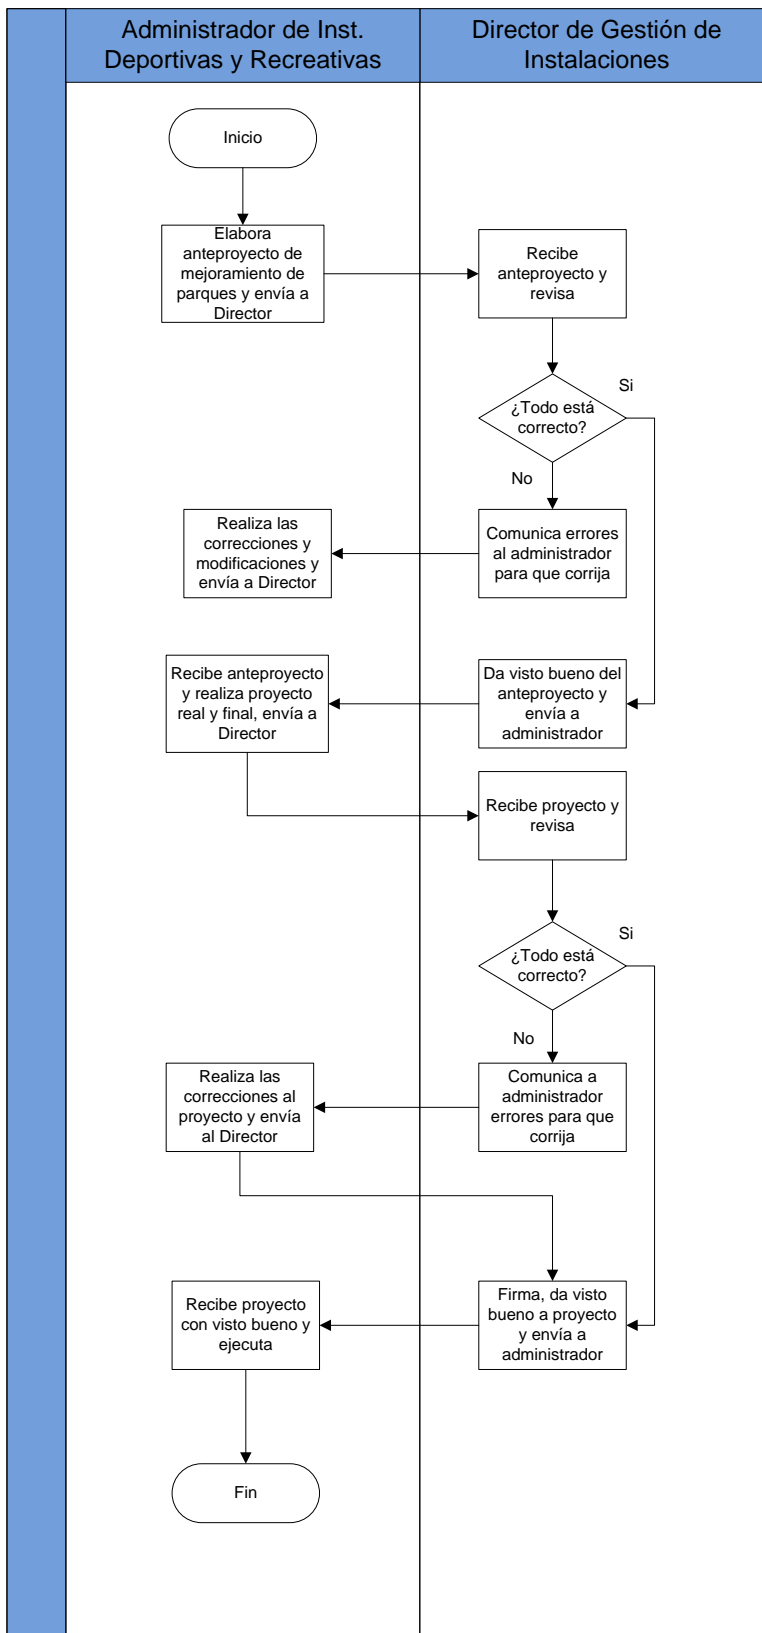 Administrador de Inst.
Deportivas y Recreativas
Director de Gestión de
Instalaciones
Inicio
Elabora
anteproyecto de
mejoramiento de
parques y envía a
Director
Recibe
anteproyecto y
revisa
¿Todo está
correcto?
Si
No
Comunica errores
al administrador
para que corrija
Realiza las
correcciones y
modificaciones y
envía a Director
Da visto bueno del
anteproyecto y
envía a
administrador
Recibe anteproyecto
y realiza proyecto
real y final, envía a
Director
Recibe proyecto y
revisa
¿Todo está
correcto?
Si
No
Comunica a
administrador
errores para que
corrija
Realiza las
correcciones al
proyecto y envía
al Director
Firma, da visto
bueno a proyecto
y envía a
administrador
Recibe proyecto
con visto bueno y
ejecuta
Fin